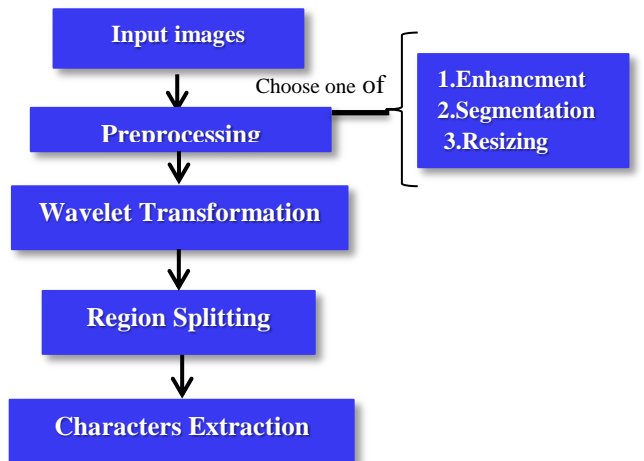 Input images
Choose one of
1.Enhancment
2.Segmentation
3.Resizing
Preprocessing
Wavelet Transformation
Region Splitting
Characters Extraction